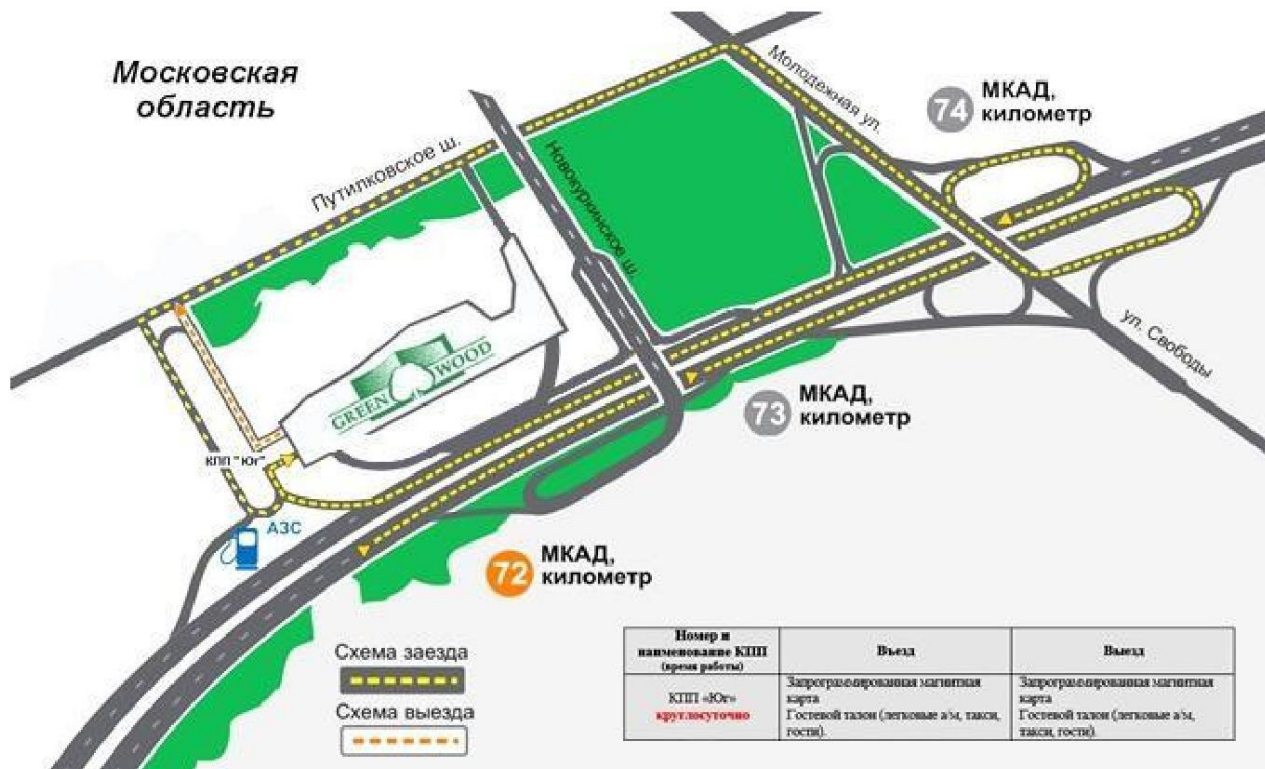 Московская
область
Путилковское ш.
Новокуркинское ш.
Молодежная ул.
74
МКАД,
километр
ул. Свободы
GREEN WOOD
73
МКАД,
километр
КПП "Юг"
АЗС
72
МКАД,
километр
Схема заезда
Схема выезда
Номер и
наименование КПП
(время работы)
Въезд
Выезд
КПП «Юг»
круглосуточно
Запрограммированная магнитная
карта
Гостевой талон (легковые а/м, такси,
гости).
Запрограммированная магнитная
карта
Гостевой талон (легковые а/м,
такси, гости).